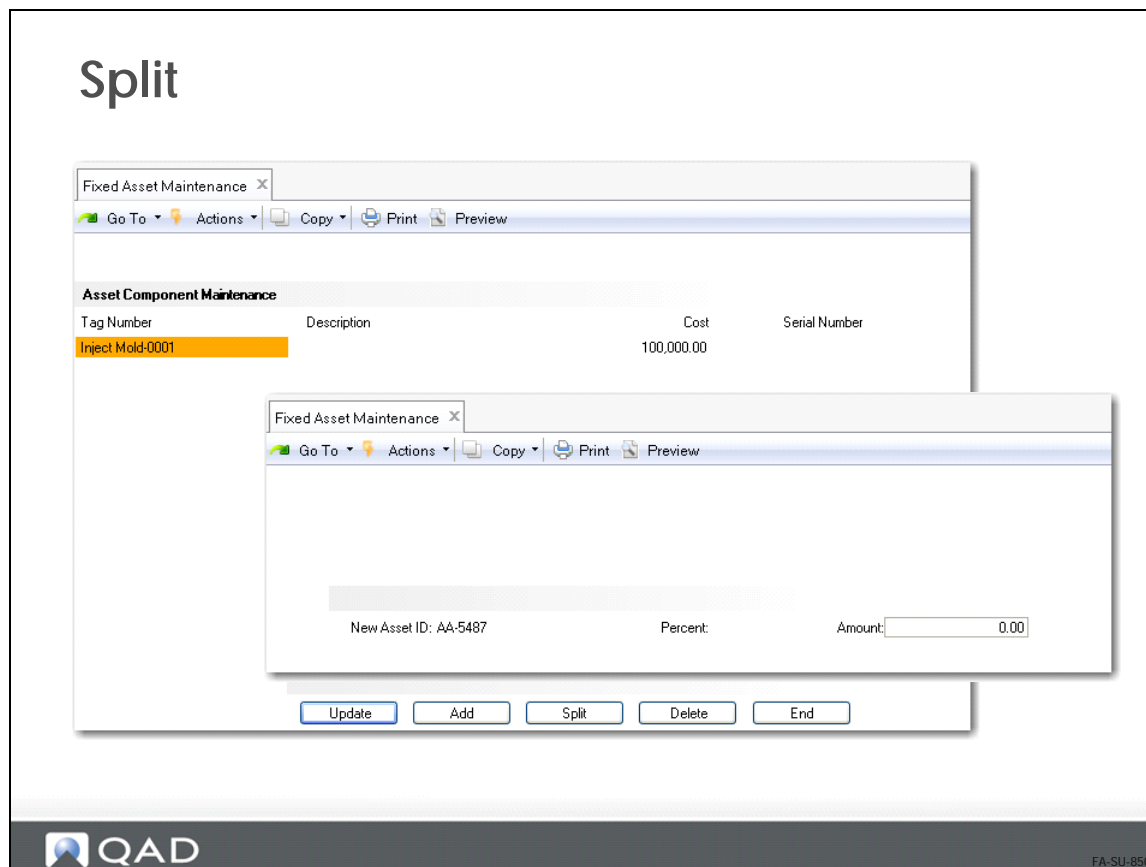 Split
Fixed Asset Maintenance
Go To Actions Copy Print Preview
Asset Component Maintenance
Tag Number Description Cost Serial Number
Inject Mold-0001 100,000.00
Fixed Asset Maintenance
Go To Actions Copy Print Preview
New Asset ID: AA-5487 Percent: Amount: 0.00
Update Add Split Delete End
QAD